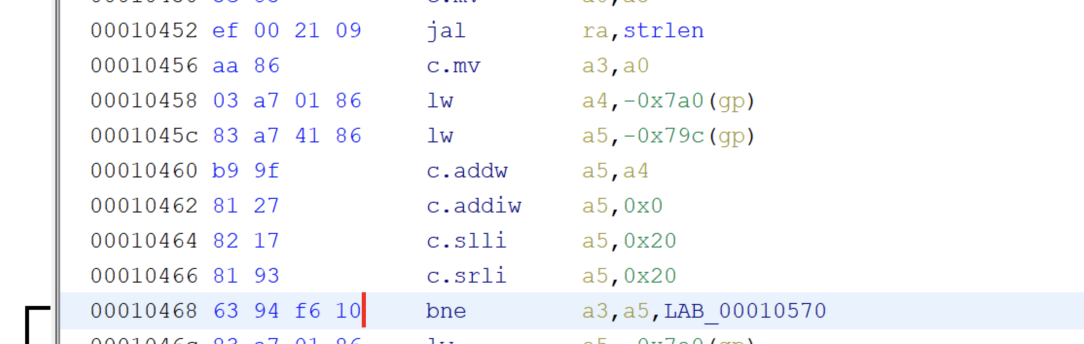 00010452 ef 00 21 09 jal ra,strlen
00010456 aa 86 c.mv a3,a0
00010458 03 a7 01 86 lw a4,-0x7a0(gp)
0001045c 83 a7 41 86 lw a5,-0x79c(gp)
00010460 b9 9f c.addw a5,a4
00010462 81 27 c.addiw a5,0x0
00010464 82 17 c.slli a5,0x20
00010466 81 93 c.srli a5,0x20
00010468 63 94 f6 10 bne a3,a5,LAB_00010570